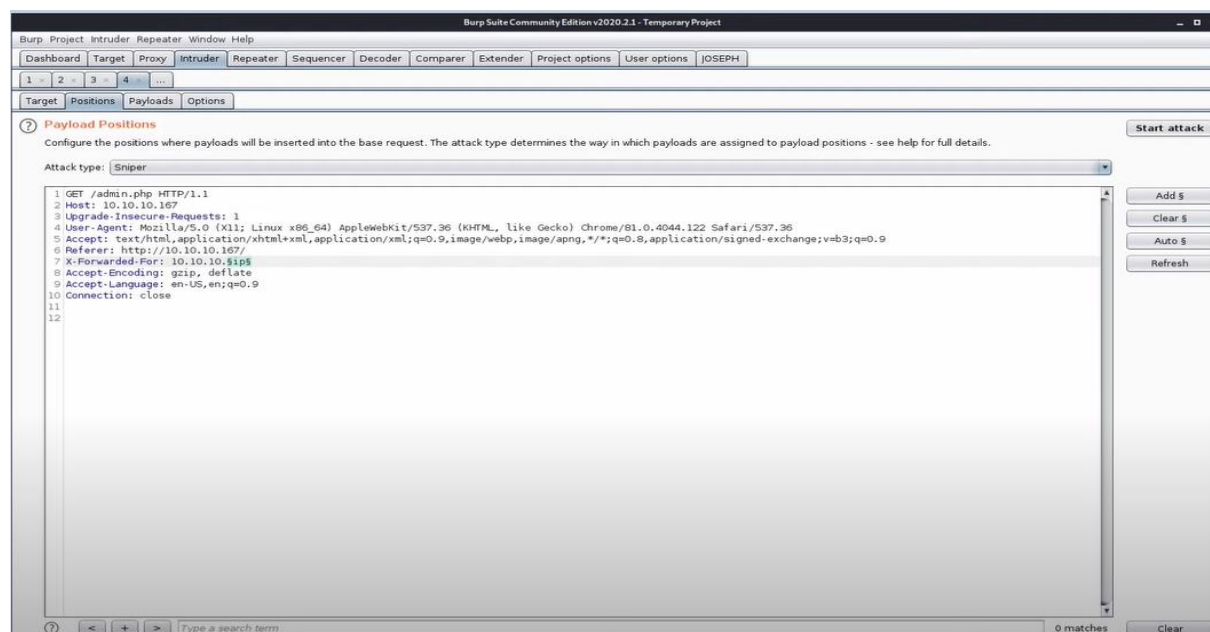 Burp Suite Community Edition v2020.2.1 - Temporary Project
Burp Project Intruder Repeater Window Help
Dashboard Target Proxy Intruder Repeater Sequencer Decoder Comparer Extender Project options User options JOSEPH
1 × 2 × 3 × 4 × ...
Target Positions Payloads Options
? Payload Positions
Start attack
Configure the positions where payloads will be inserted into the base request. The attack type determines the way in which payloads are assigned to payload positions - see help for full details.
Attack type: Sniper
1 GET /admin.php HTTP/1.1
2 Host: 10.10.10.167
3 Upgrade-Insecure-Requests: 1
4 User-Agent: Mozilla/5.0 (X11; Linux x86_64) AppleWebKit/537.36 (KHTML, like Gecko) Chrome/81.0.4044.122 Safari/537.36
5 Accept: text/html,application/xhtml+xml,application/xml;q=0.9,image/webp,image/apng,*/*;q=0.8,application/signed-exchange;v=b3;q=0.9
6 Referer: http://10.10.10.167/
7 X-Forwarded-For: 10.10.10.§ip§
8 Accept-Encoding: gzip, deflate
9 Accept-Language: en-US,en;q=0.9
10 Connection: close
11
12
Add §
Clear §
Auto §
Refresh
? < + > Type a search term 0 matches Clear